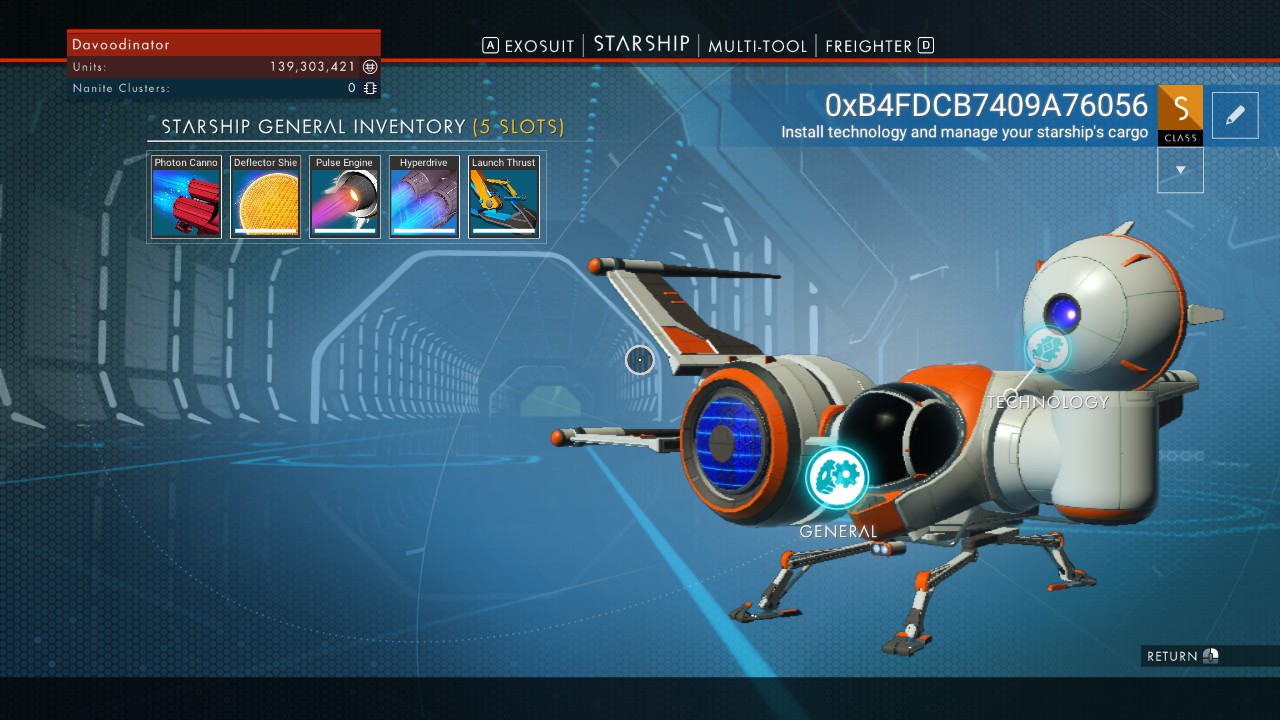 Davoodinator
Units: 139,303,421
Nanite Clusters: 0
A EXOSUIT STARSHIP MULTI-TOOL FREIGHTER D
0xB4FDCB7409A76056
Install technology and manage your starship's cargo
S
CLASS
STARSHIP GENERAL INVENTORY (5 SLOTS)
Photon Canno Deflector Shie Pulse Engine Hyperdrive Launch Thrust
TECHNOLOGY
GENERAL
RETURN